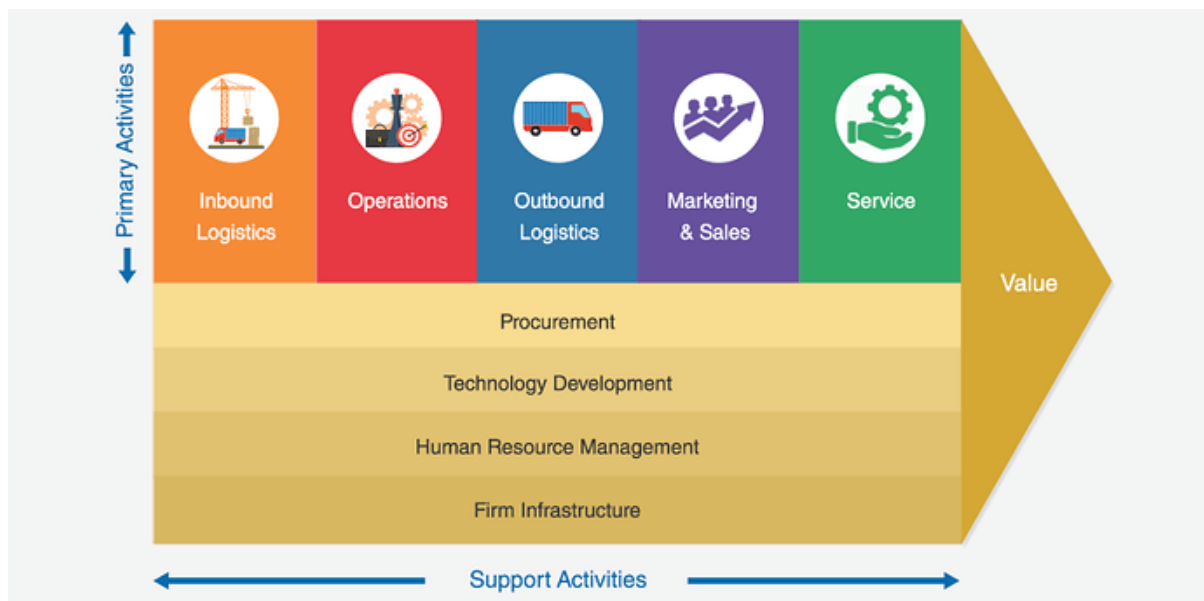 Primary Activities
Inbound
Logistics
Operations
Outbound
Logistics
Marketing
& Sales
Service
Value
Procurement
Technology Development
Human Resource Management
Firm Infrastructure
Support Activities